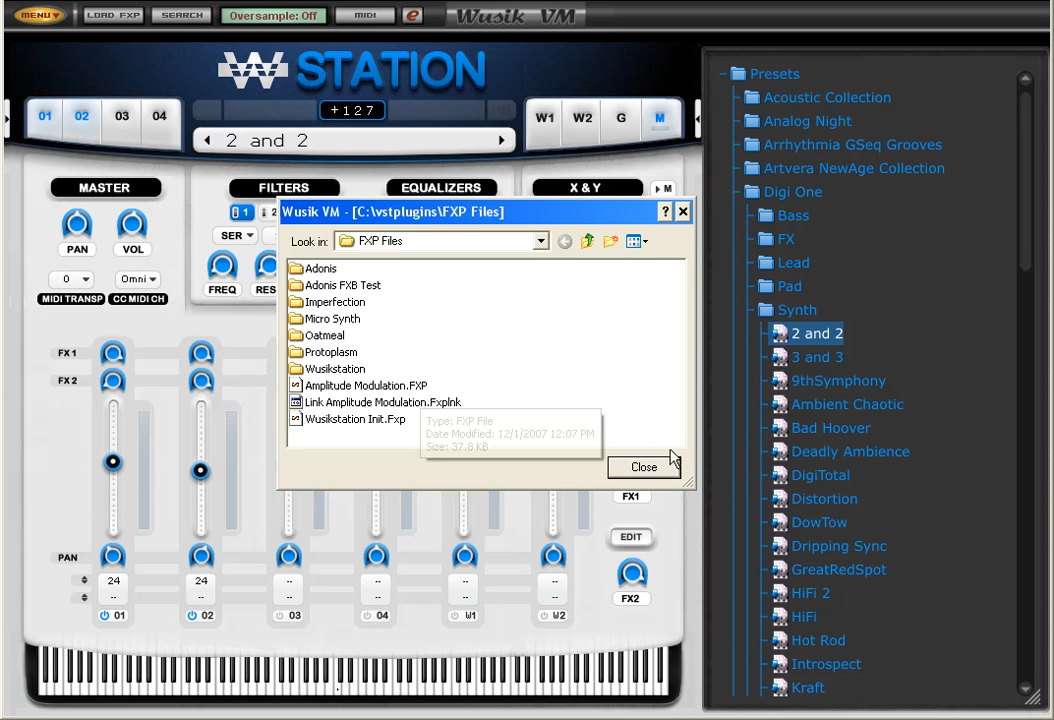 MENU LOAD FXP SEARCH Oversample: Off MIDI e Wusik VM
W STATION
01 02 03 04
+127
W1 W2 G M
2 and 2
MASTER FILTERS EQUALIZERS X & Y M
PAN VOL
1 2
SER
FREQ RES
0 Omni
MIDI TRANSP CC MIDI CH
Wusik VM - [C:\vstplugins\FXP Files]
Look in: FXP Files
Adonis
Adonis FXB Test
Imperfection
Micro Synth
Oatmeal
Protoplasm
Wusikstation
Amplitude Modulation.FXP
Link Amplitude Modulation.Fxplnk
Wusikstation Init.Fxp
Type: FXP File
Date Modified: 12/1/2007 12:07 PM
Size: 37.8 KB
Close
FX1
FX2
FX1
EDIT
FX2
PAN
24 24 -- -- -- --
-- -- -- -- -- --
01 02 03 04 W1 W2
Presets
Acoustic Collection
Analog Night
Arrhythmia GSeq Grooves
Artvera NewAge Collection
Digi One
Bass
FX
Lead
Pad
Synth
2 and 2
3 and 3
9thSymphony
Ambient Chaotic
Bad Hoover
Deadly Ambience
DigiTotal
Distortion
DowTow
Dripping Sync
GreatRedSpot
HiFi 2
HiFi
Hot Rod
Introspect
Kraft